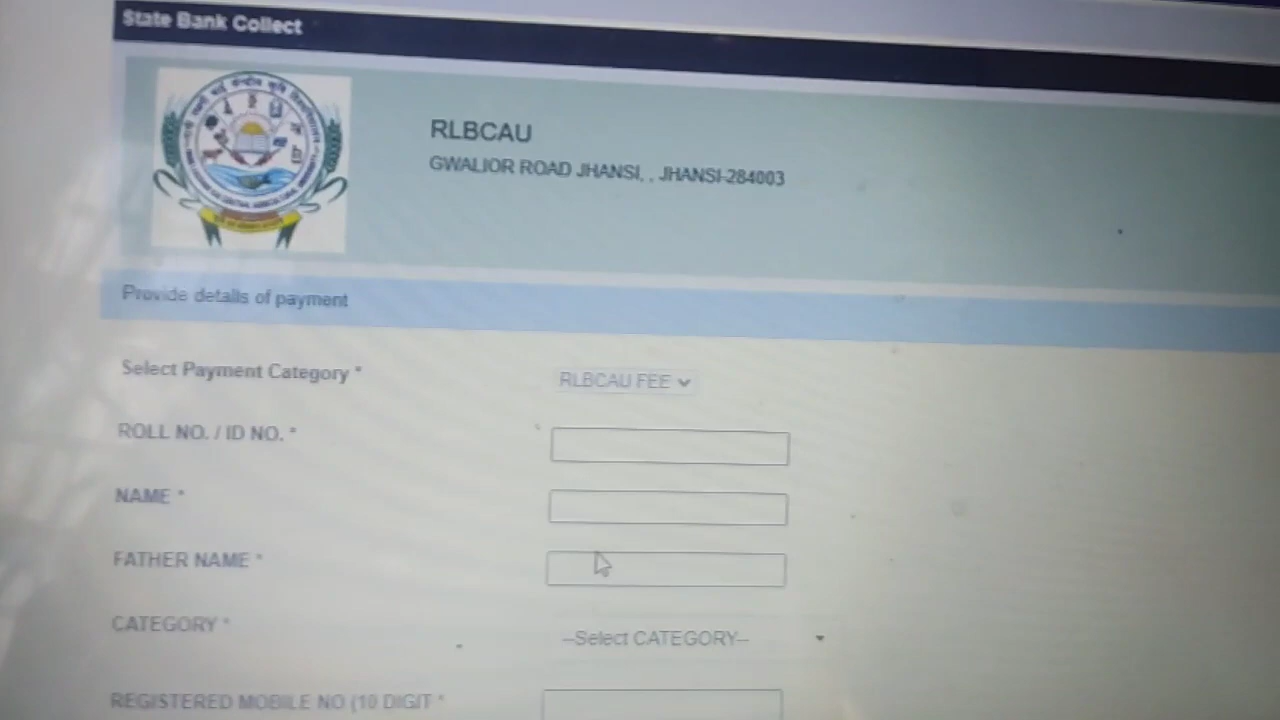 State Bank Collect
RLBCAU
GWALIOR ROAD JHANSI, , JHANSI-284003
Provide details of payment
Select Payment Category *
RLBCAU FEE
ROLL NO. / ID NO. *
NAME *
FATHER NAME *
CATEGORY *
--Select CATEGORY--
REGISTERED MOBILE NO (10 DIGIT *